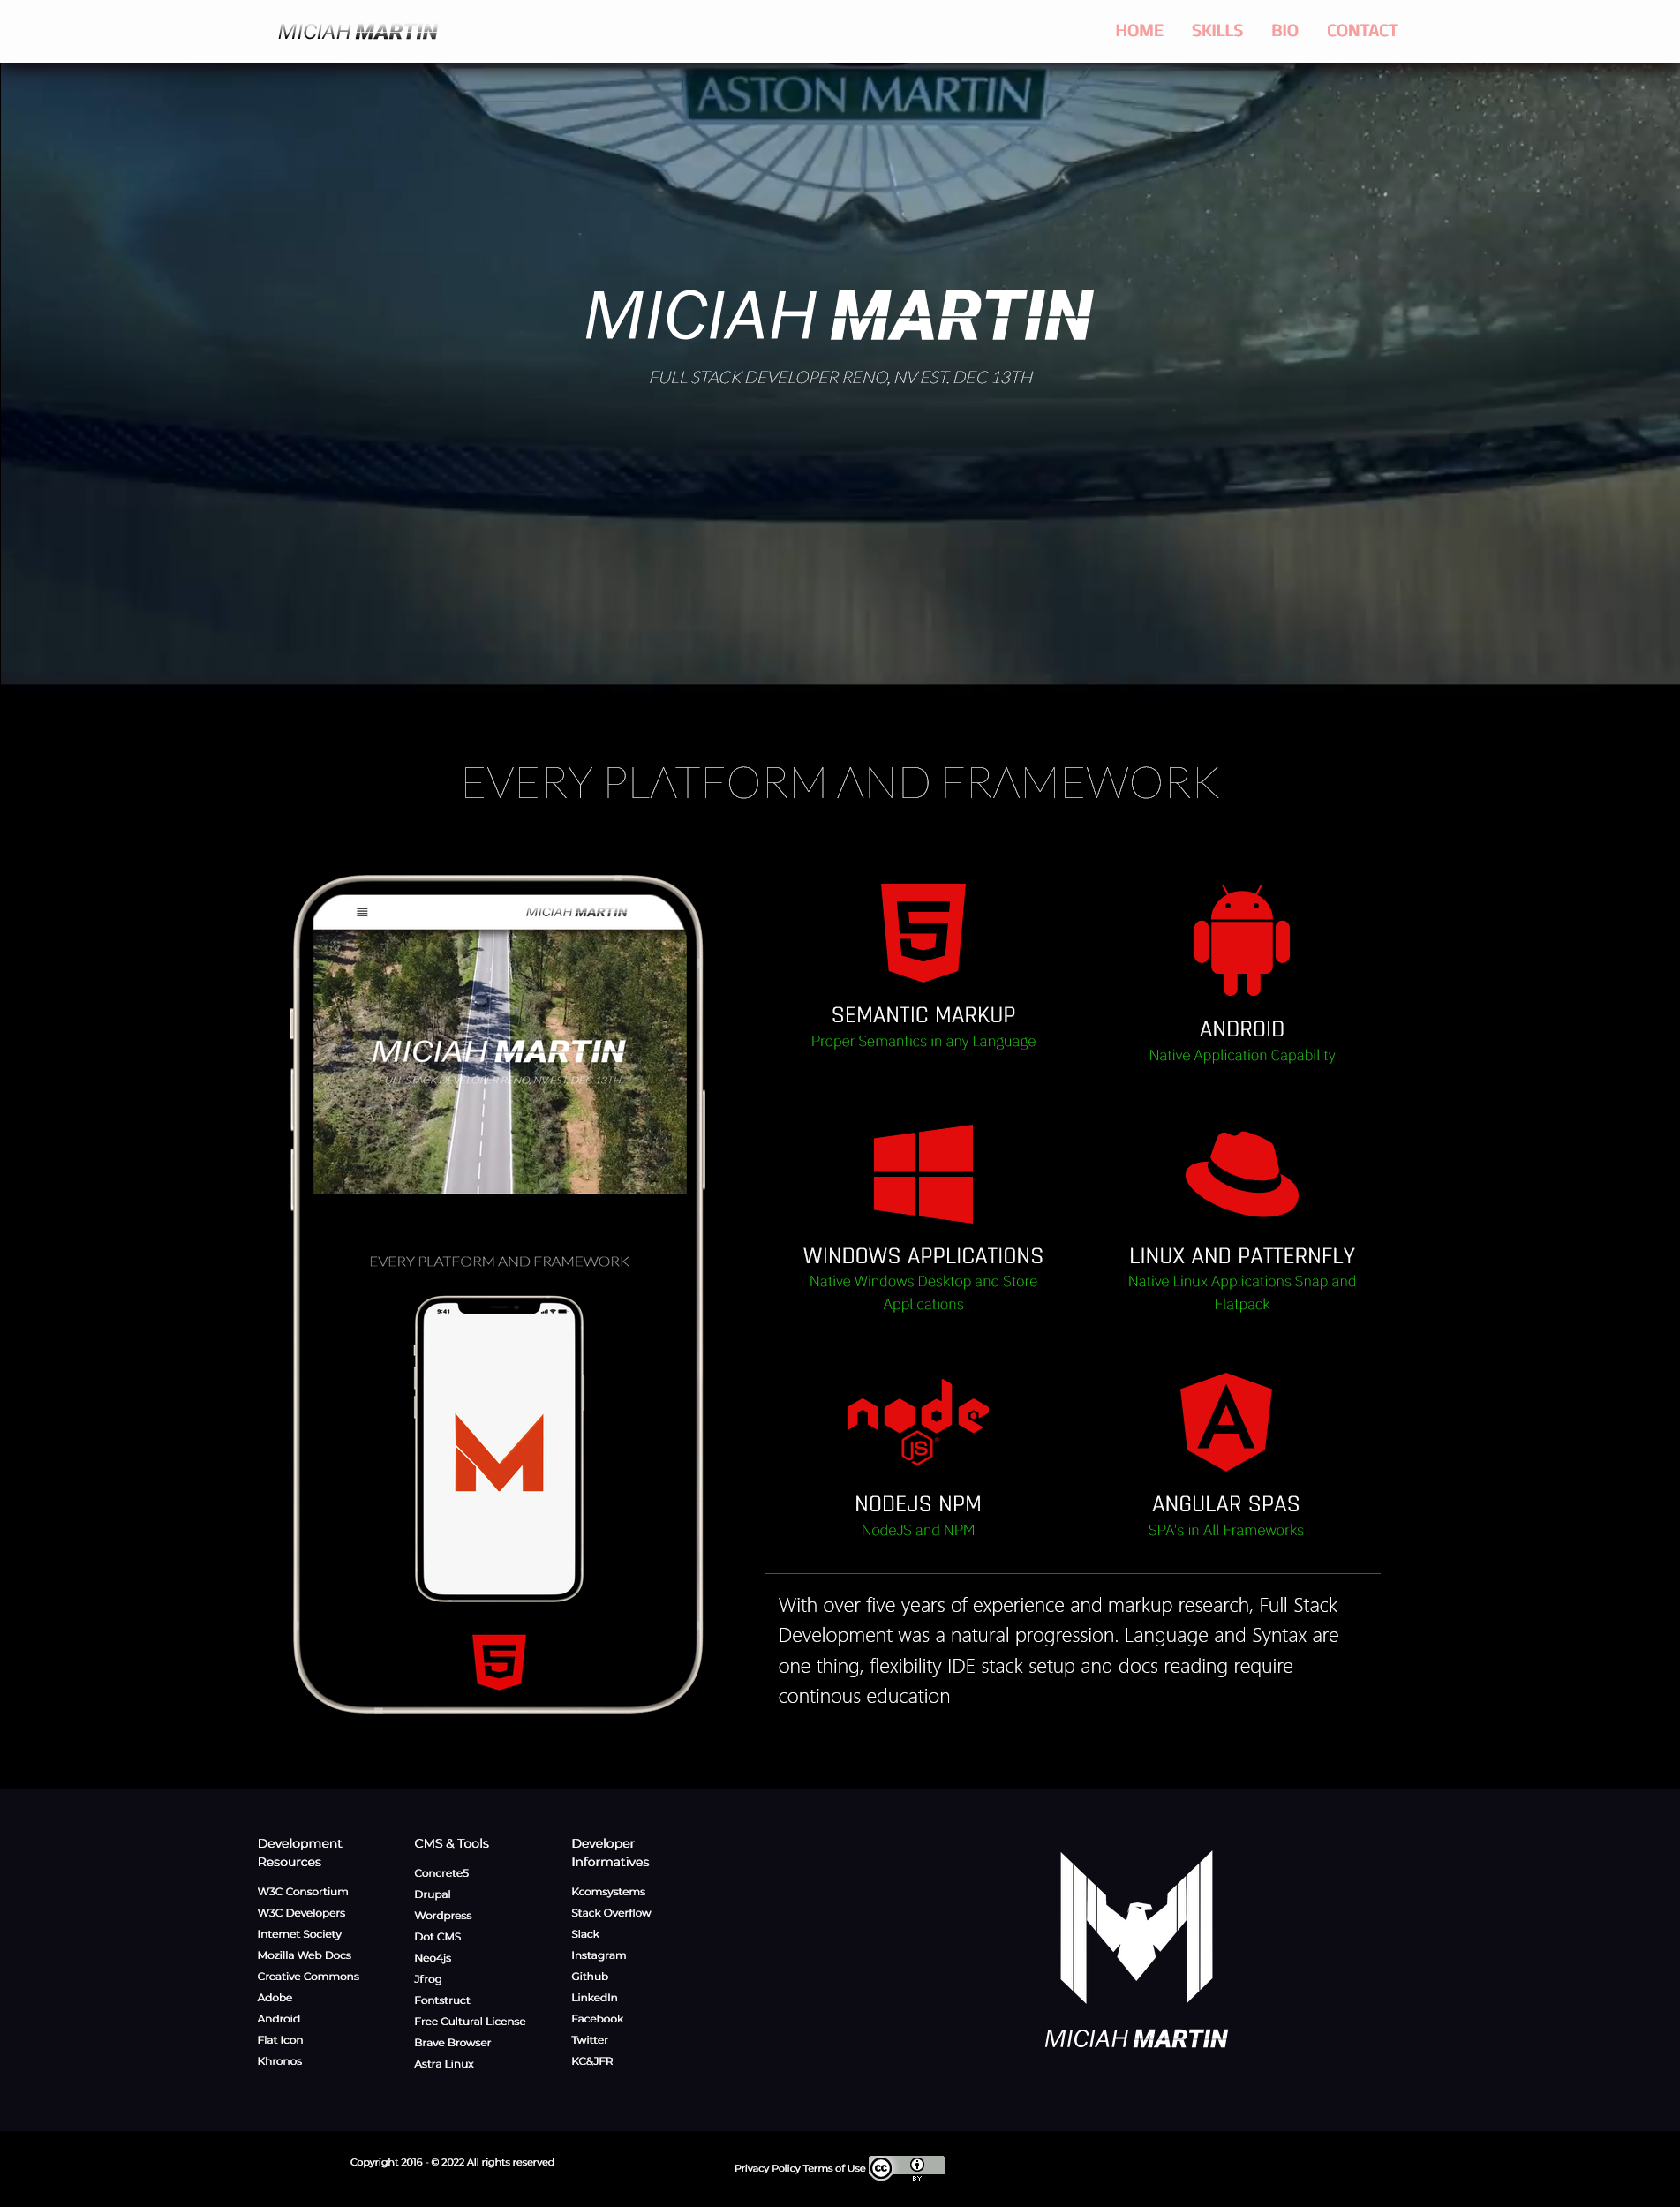 MICIAH MARTIN
HOME SKILLS BIO CONTACT
ASTON MARTIN
MICIAH MARTIN
FULL STACK DEVELOPER RENO, NV EST. DEC 13TH
EVERY PLATFORM AND FRAMEWORK
MICIAH MARTIN
MICIAH MARTIN
FULL STACK DEVELOPER RENO, NV EST. DEC 13TH
EVERY PLATFORM AND FRAMEWORK
9:41
SEMANTIC MARKUP
Proper Semantics in any Language
ANDROID
Native Application Capability
WINDOWS APPLICATIONS
Native Windows Desktop and Store
Applications
LINUX AND PATTERNFLY
Native Linux Applications Snap and
Flatpack
node
JS
NODEJS NPM
NodeJS and NPM
ANGULAR SPAS
SPA's in All Frameworks
With over five years of experience and markup research, Full Stack
Development was a natural progression. Language and Syntax are
one thing, flexibility IDE stack setup and docs reading require
continous education
Development
Resources
W3C Consortium
W3C Developers
Internet Society
Mozilla Web Docs
Creative Commons
Adobe
Android
Flat Icon
Khronos
CMS & Tools
Concrete5
Drupal
Wordpress
Dot CMS
Neo4js
Jfrog
Fontstruct
Free Cultural License
Brave Browser
Astra Linux
Developer
Informatives
Kcomsystems
Stack Overflow
Slack
Instagram
Github
LinkedIn
Facebook
Twitter
KC&JFR
MICIAH MARTIN
Copyright 2016 - © 2022 All rights reserved
Privacy Policy Terms of Use
CC
BY